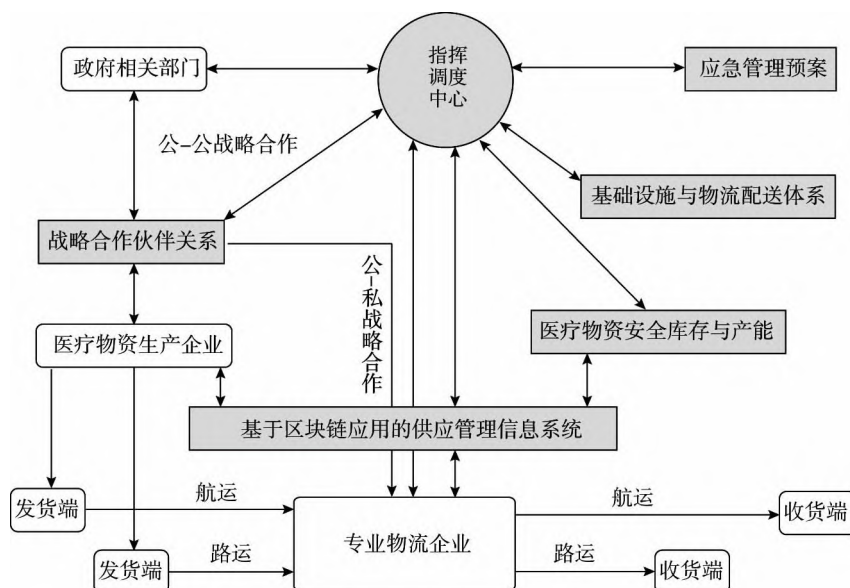 指挥
调度
中心
政府相关部门
应急管理预案
公-公战略合作
基础设施与物流配送体系
战略合作伙伴关系
公-私战略合作
医疗物资生产企业
医疗物资安全库存与产能
基于区块链应用的供应管理信息系统
发货端
航运
专业物流企业
航运
收货端
发货端
路运
路运
收货端